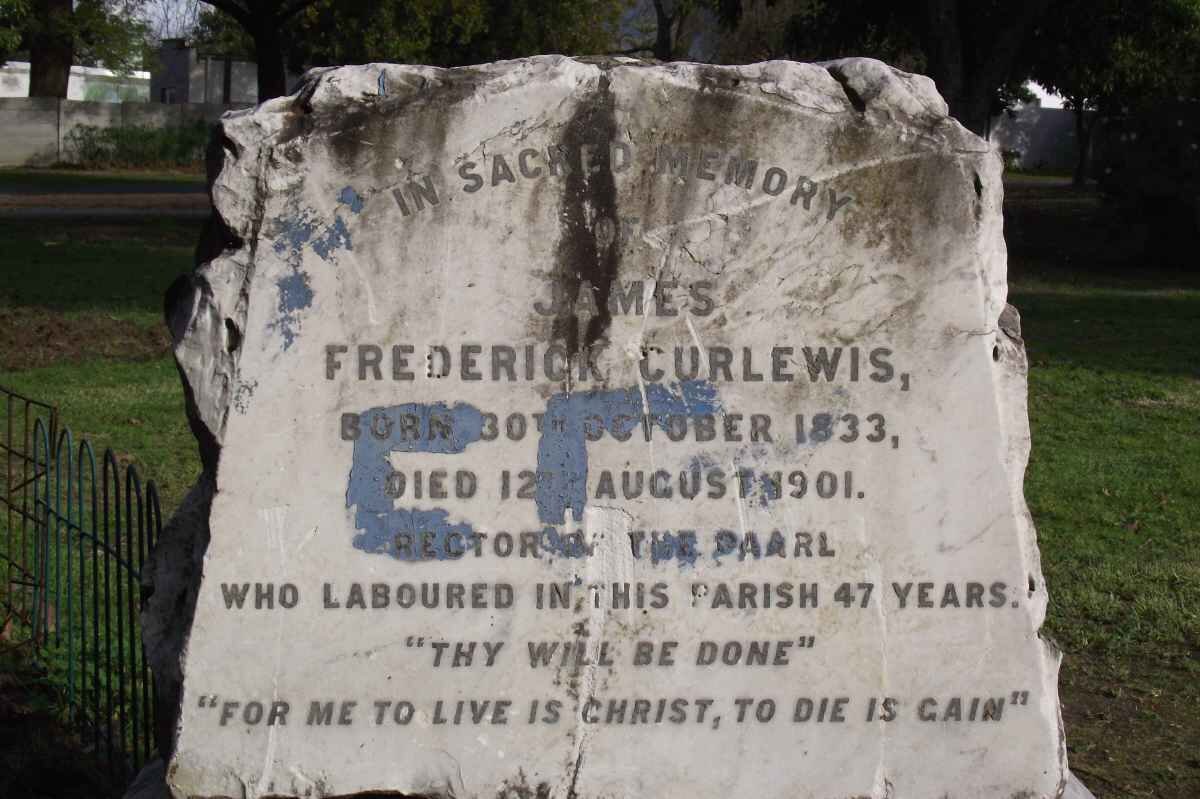 IN SACRED MEMORY
OF
JAMES
FREDERICK CURLEWIS,
BORN 30TH OCTOBER 1833,
DIED 12TH AUGUST 1901.
RECTOR OF THE PAARL
WHO LABOURED IN THIS PARISH 47 YEARS.
"THY WILL BE DONE"
"FOR ME TO LIVE IS CHRIST, TO DIE IS GAIN"